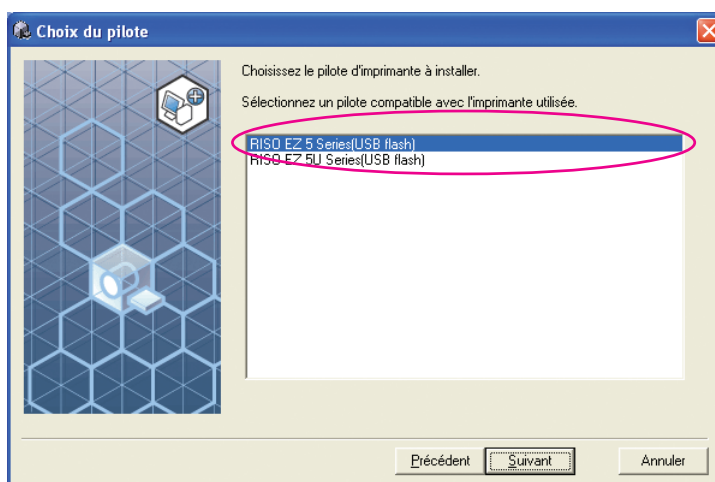 Choix du pilote
Choisissez le pilote d'imprimante à installer.
Sélectionnez un pilote compatible avec l'imprimante utilisée.
RISO EZ 5 Series(USB flash)
RISO EZ 5U Series(USB flash)
Précédent Suivant Annuler